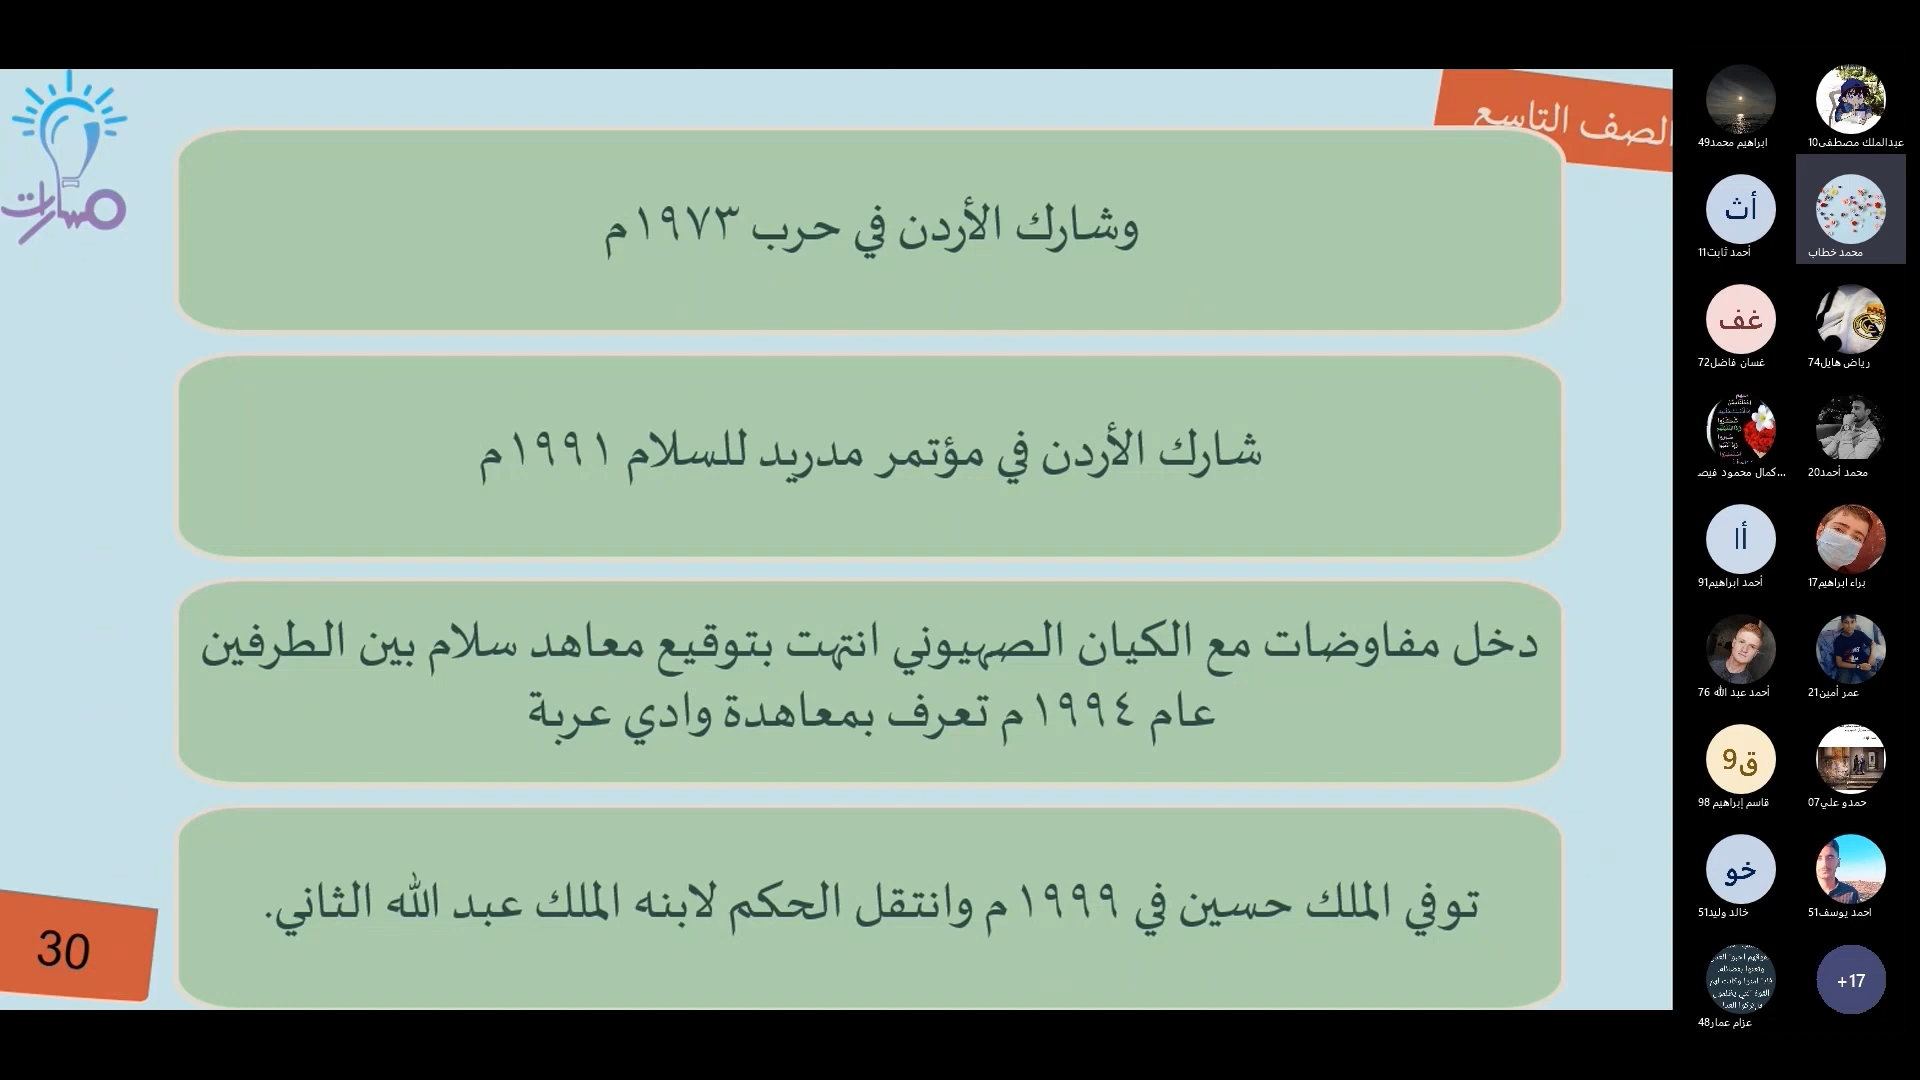 الصف التاسع
مسارات
وشارك الأردن في حرب ١٩٧٣م
شارك الأردن في مؤتمر مدريد للسلام ١٩٩١م
دخل مفاوضات مع الكيان الصهيوني انتهت بتوقيع معاهد سلام بين الطرفين
عام ١٩٩٤م تعرف بمعاهدة وادي عربة
توفي الملك حسين في ١٩٩٩م وانتقل الحكم لابنه الملك عبد الله الثاني.
30
ابراهيم محمد49
عبدالملك مصطفى10
أث
أحمد ثابت11
محمد خطاب
غف
غسان فاضل72
رياض هايل74
كمال محمود فيص...
محمد أحمد20
أا
أحمد ابراهيم91
براء ابراهيم17
أحمد عبد الله 76
عمر أمين21
ق9
قاسم إبراهيم 98
حمدو علي07
خو
خالد وليد51
احمد يوسف51
عزام عمار48
+17